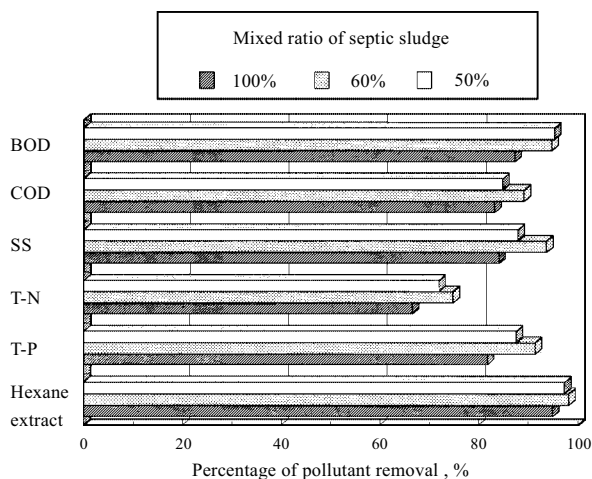 Mixed ratio of septic sludge
100% 60% 50%
BOD
COD
SS
T-N
T-P
Hexane
extract
0 20 40 60 80 100
Percentage of pollutant removal , %